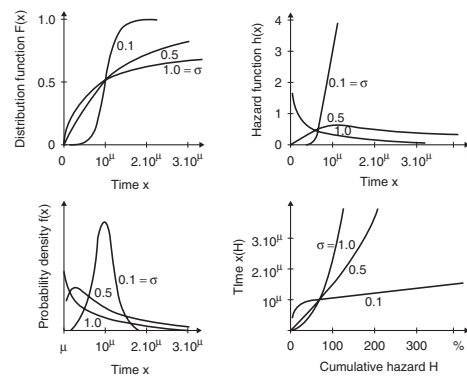 Distribution function F(x)
1.0
0.5
0
0.1
0.5
1.0 = σ
10^μ
2.10^μ
3.10^μ
Time x
Hazard function h(x)
4
3
2
1
0
0.1 = σ
0.5
1.0
0
10^μ
2.10^μ
3.10^μ
Time x
Probability density f(x)
0.1 = σ
0.5
1.0
μ
10^μ
2.10^μ
3.10^μ
Time x
TIme x(H)
3.10^μ
2.10^μ
10^μ
0
σ = 1.0
0.5
0.1
0
100
200
300
%
Cumulative hazard H